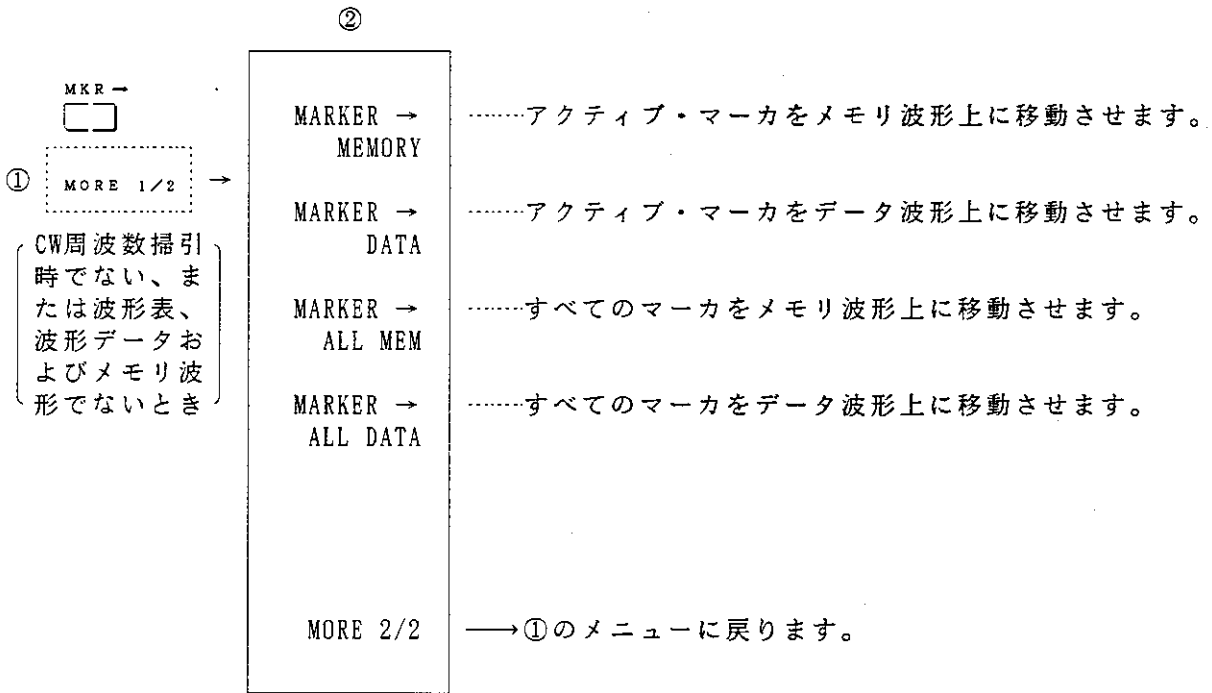 ②
MKR→
① MORE 1/2 →
CW周波数掃引
時でない、ま
たは波形表、
波形データお
よびメモリ波
形でないとき
MARKER → ……アクティブ・マーカをメモリ波形上に移動させます。
MEMORY
MARKER → ……アクティブ・マーカをデータ波形上に移動させます。
DATA
MARKER → ……すべてのマーカをメモリ波形上に移動させます。
ALL MEM
MARKER → ……すべてのマーカをデータ波形上に移動させます。
ALL DATA
MORE 2/2 ──→①のメニューに戻ります。